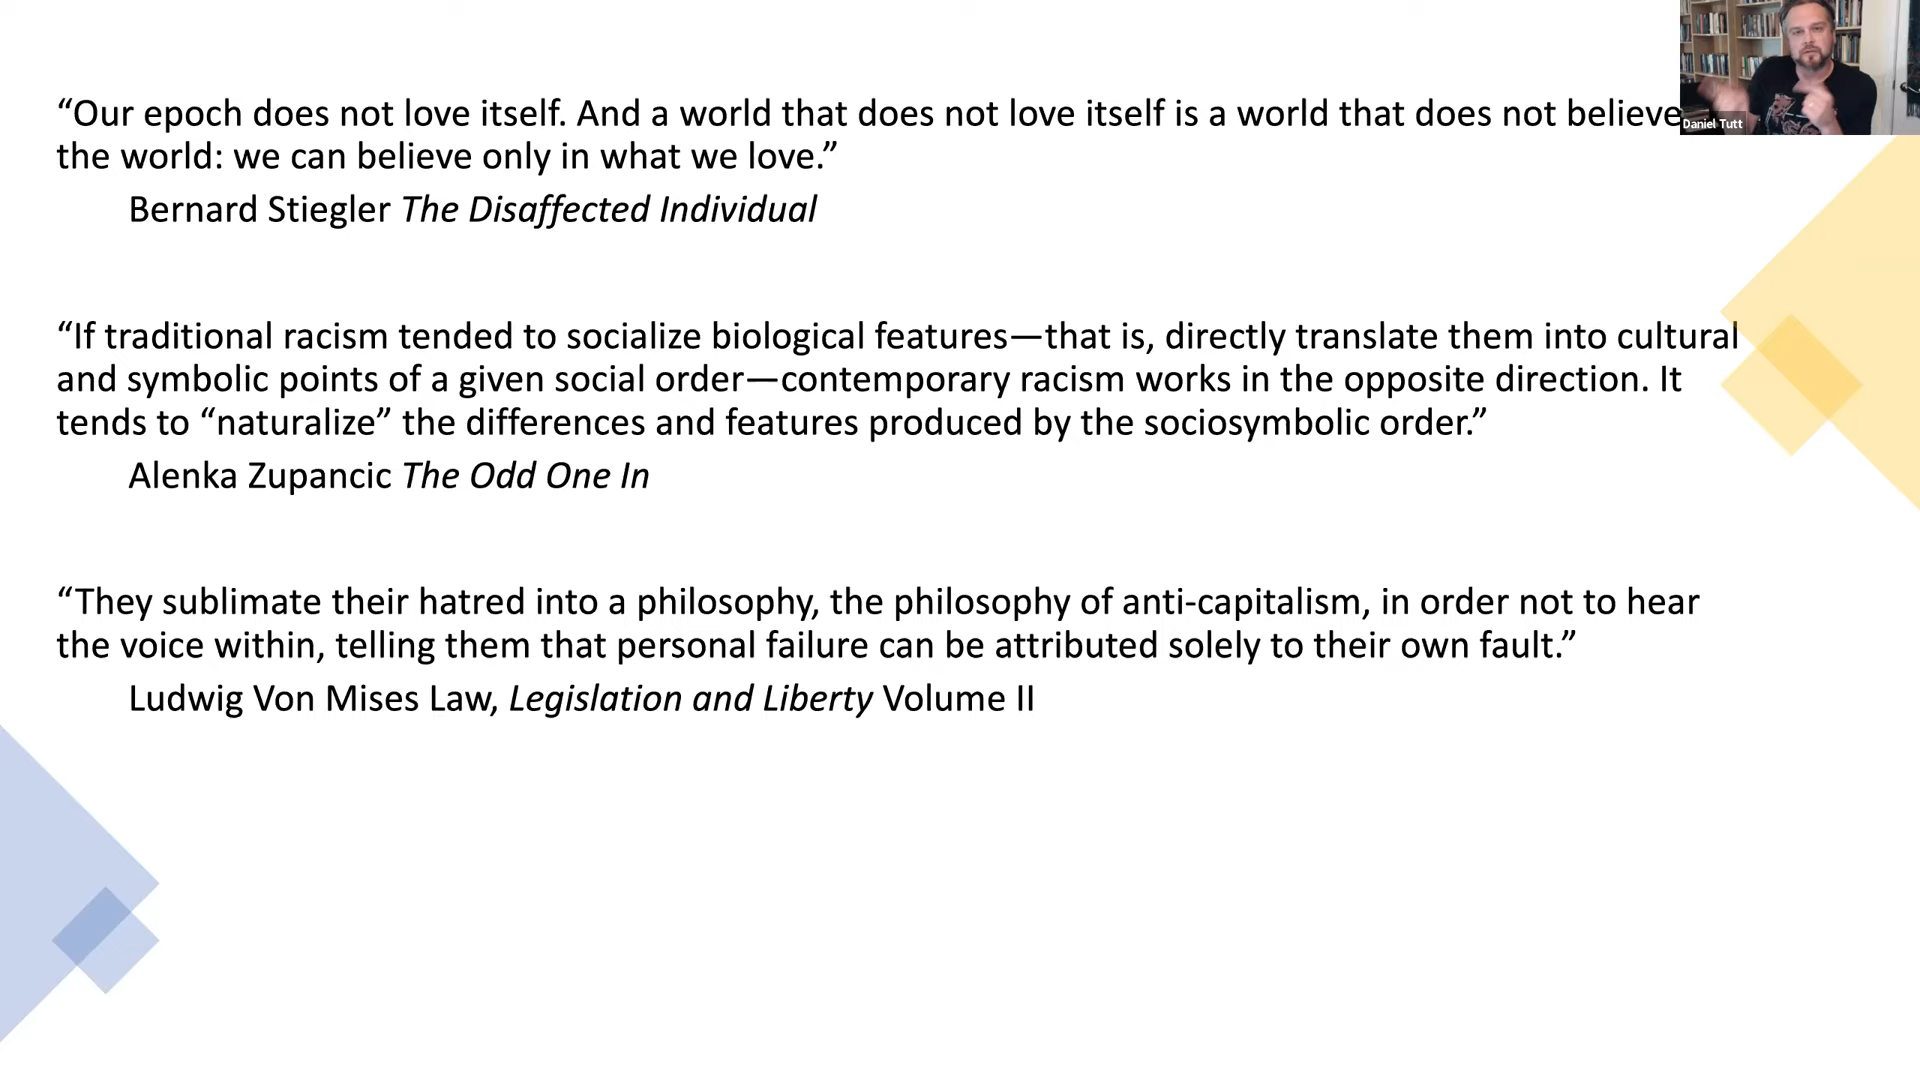 “Our epoch does not love itself. And a world that does not love itself is a world that does not believe
the world: we can believe only in what we love.”
Bernard Stiegler The Disaffected Individual
“If traditional racism tended to socialize biological features—that is, directly translate them into cultural
and symbolic points of a given social order—contemporary racism works in the opposite direction. It
tends to “naturalize” the differences and features produced by the sociosymbolic order.”
Alenka Zupancic The Odd One In
“They sublimate their hatred into a philosophy, the philosophy of anti-capitalism, in order not to hear
the voice within, telling them that personal failure can be attributed solely to their own fault.”
Ludwig Von Mises Law, Legislation and Liberty Volume II
Daniel Tutt